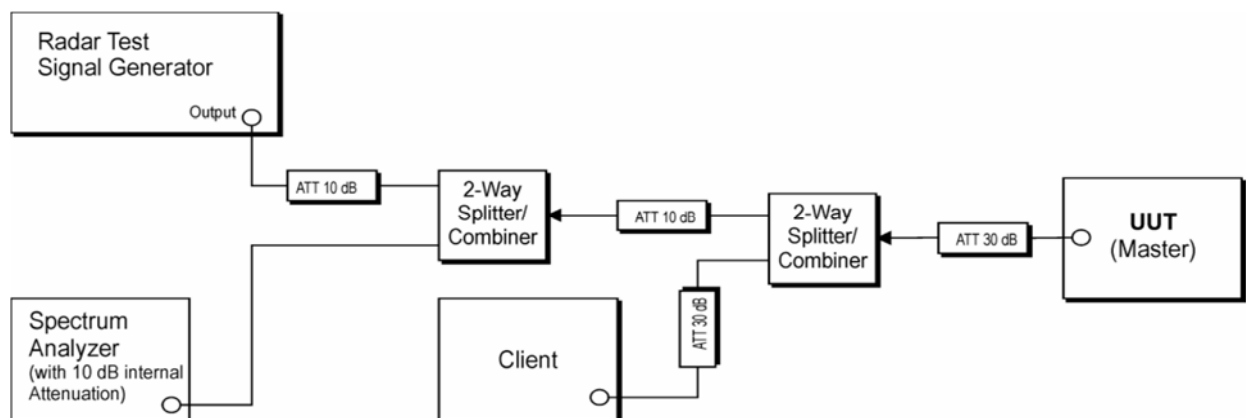 Radar Test
Signal Generator
Output
ATT 10 dB
2-Way
Splitter/
Combiner
ATT 10 dB
2-Way
Splitter/
Combiner
ATT 30 dB
UUT
(Master)
Spectrum
Analyzer
(with 10 dB internal
Attenuation)
Client
ATT 30 dB